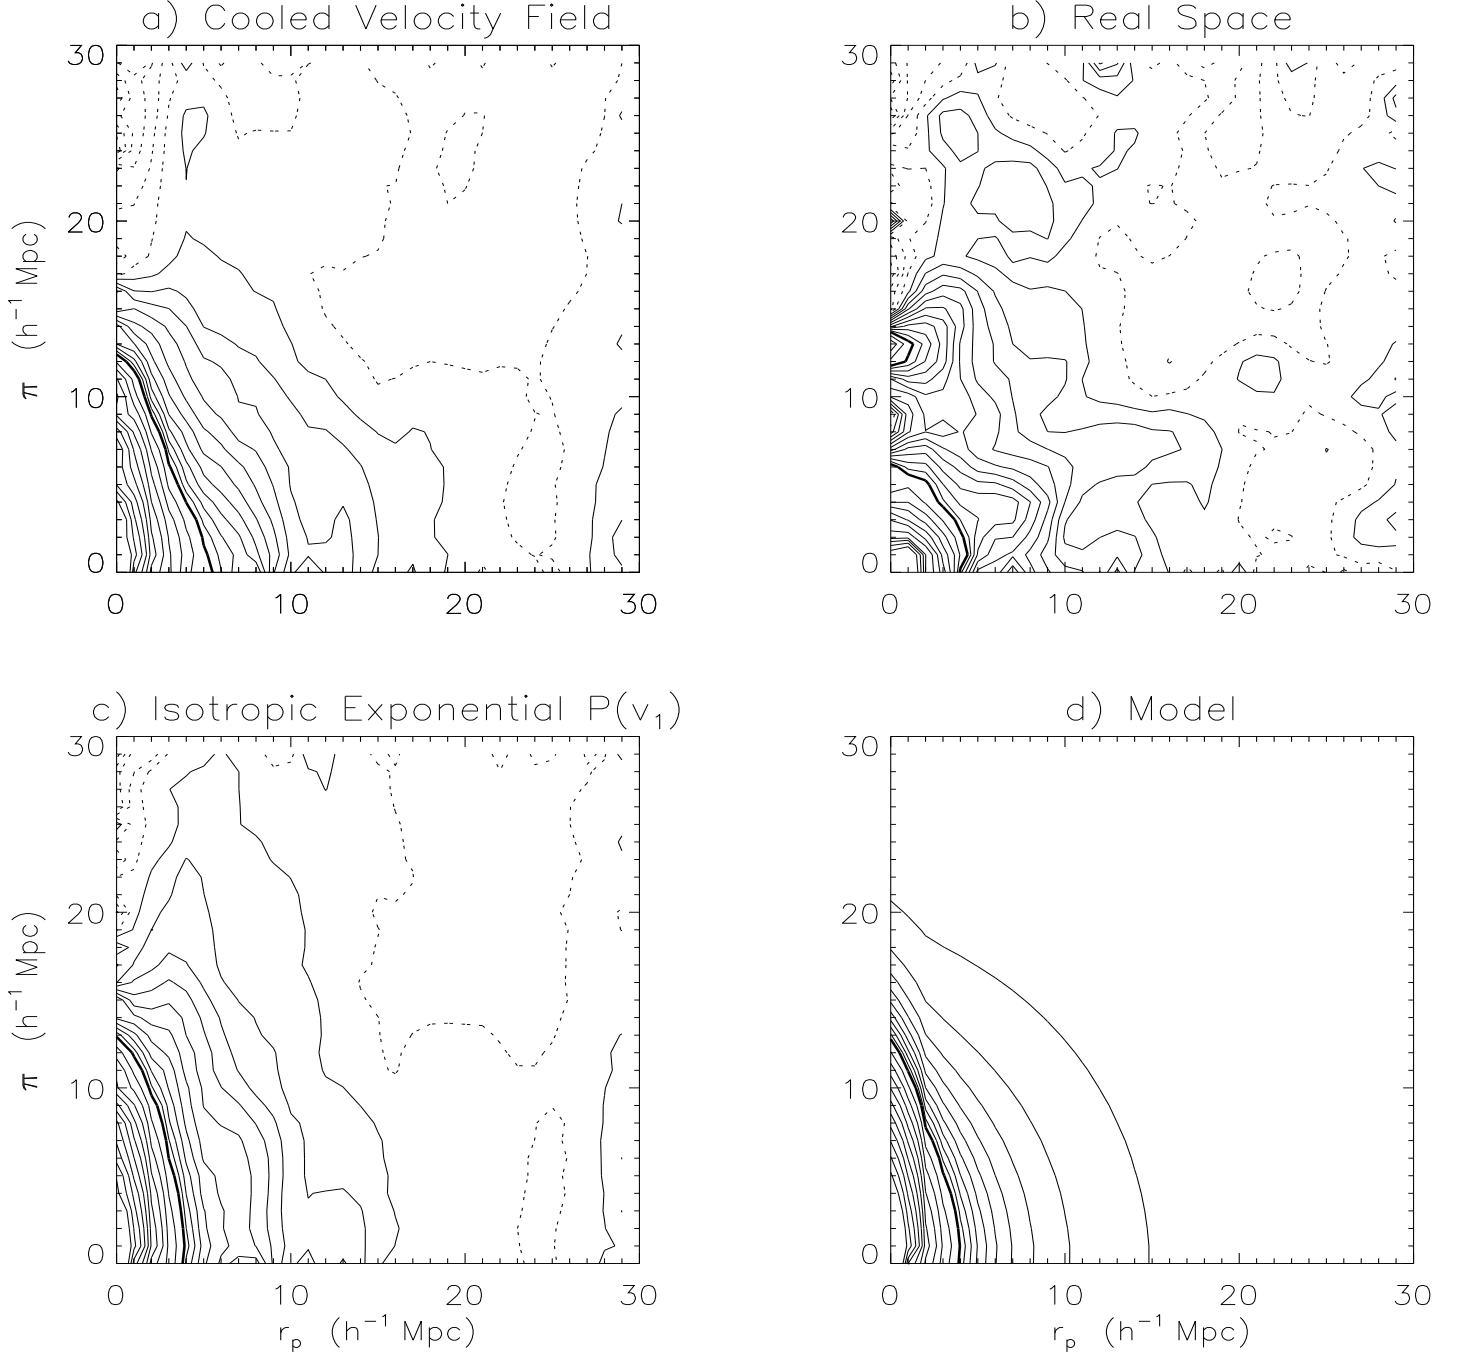 a) Cooled Velocity Field
b) Real Space
30
20
10
0
π (h⁻¹ Mpc)
0 10 20 30
30
20
10
0
0 10 20 30
c) Isotropic Exponential P(v₁)
d) Model
30
20
10
0
π (h⁻¹ Mpc)
0 10 20 30
r_p (h⁻¹ Mpc)
30
20
10
0
0 10 20 30
r_p (h⁻¹ Mpc)